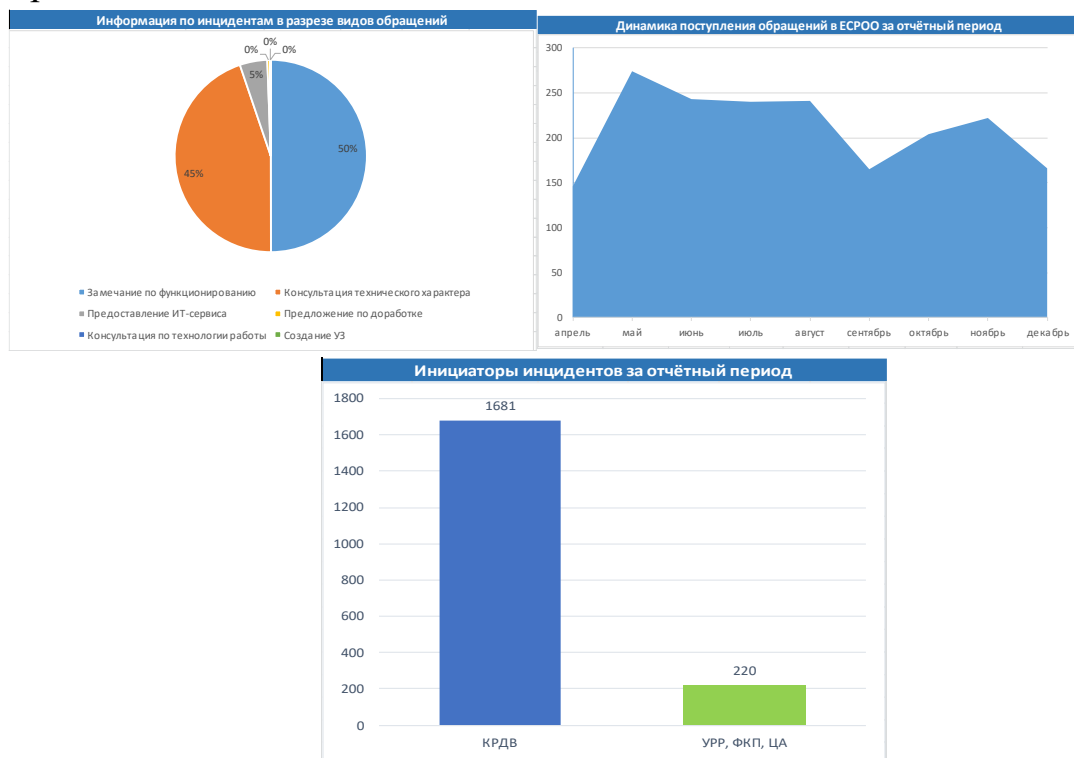 Информация по инцидентам в разрезе видов обращений
0%
0%
0%
5%
50%
45%
Замечание по функционированию
Консультация технического характера
Предоставление ИТ-сервиса
Предложение по доработке
Консультация по технологии работы
Создание УЗ
Динамика поступления обращений в ЕСРОО за отчётный период
300
250
200
150
100
50
0
апрель май июнь июль август сентябрь октябрь ноябрь декабрь
Инициаторы инцидентов за отчётный период
1800
1600
1400
1200
1000
800
600
400
200
0
1681
220
КРДВ
УРР, ФКП, ЦА